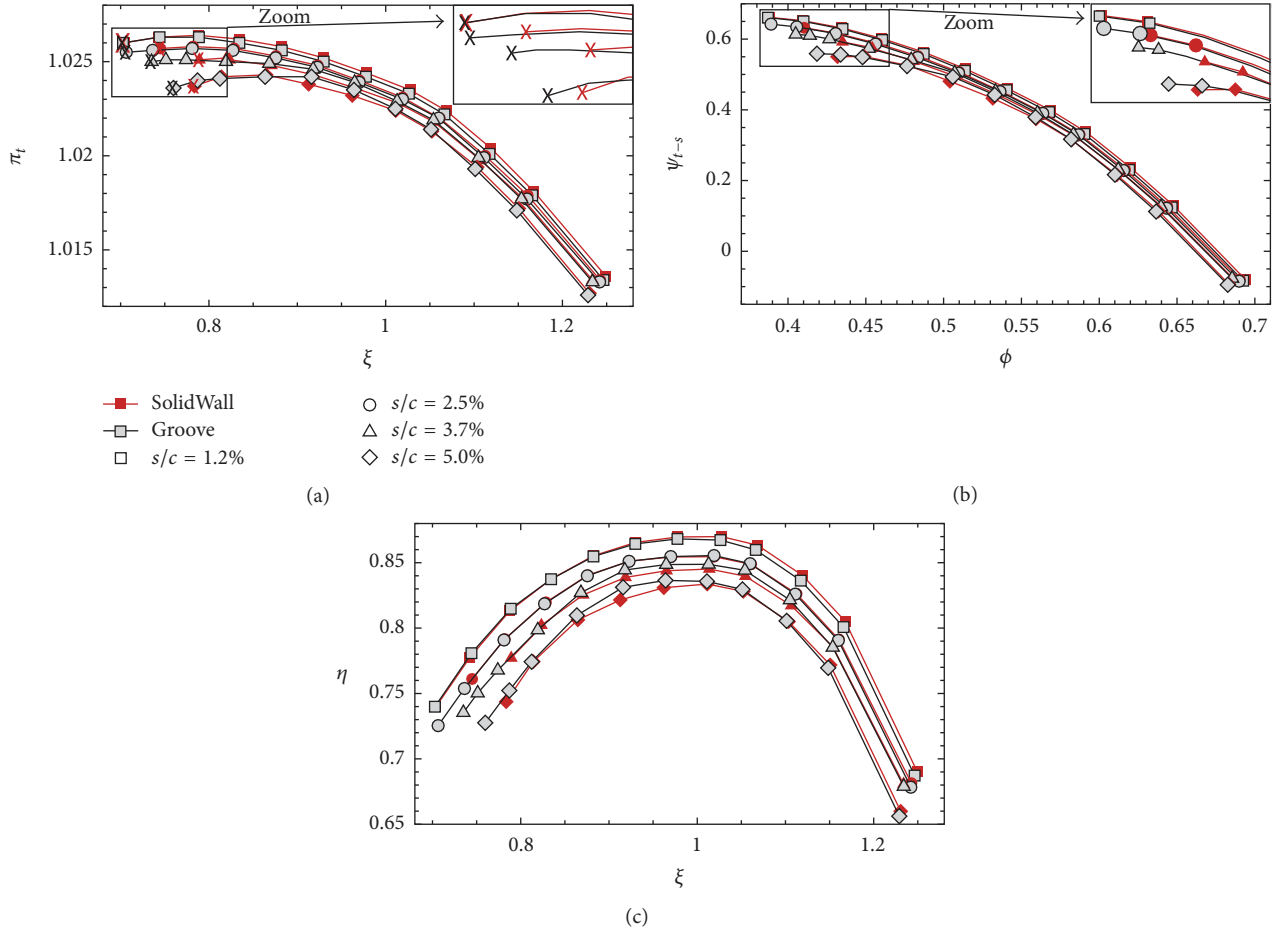 Zoom
1.025
1.02
1.015
π_t
0.8 1 1.2
ξ
Zoom
0.6
0.4
0.2
0
ψ_{t−s}
0.4 0.45 0.5 0.55 0.6 0.65 0.7
ϕ
SolidWall
Groove
s/c = 1.2%
s/c = 2.5%
s/c = 3.7%
s/c = 5.0%
(a)
(b)
0.85
0.8
0.75
0.7
0.65
η
0.8 1 1.2
ξ
(c)